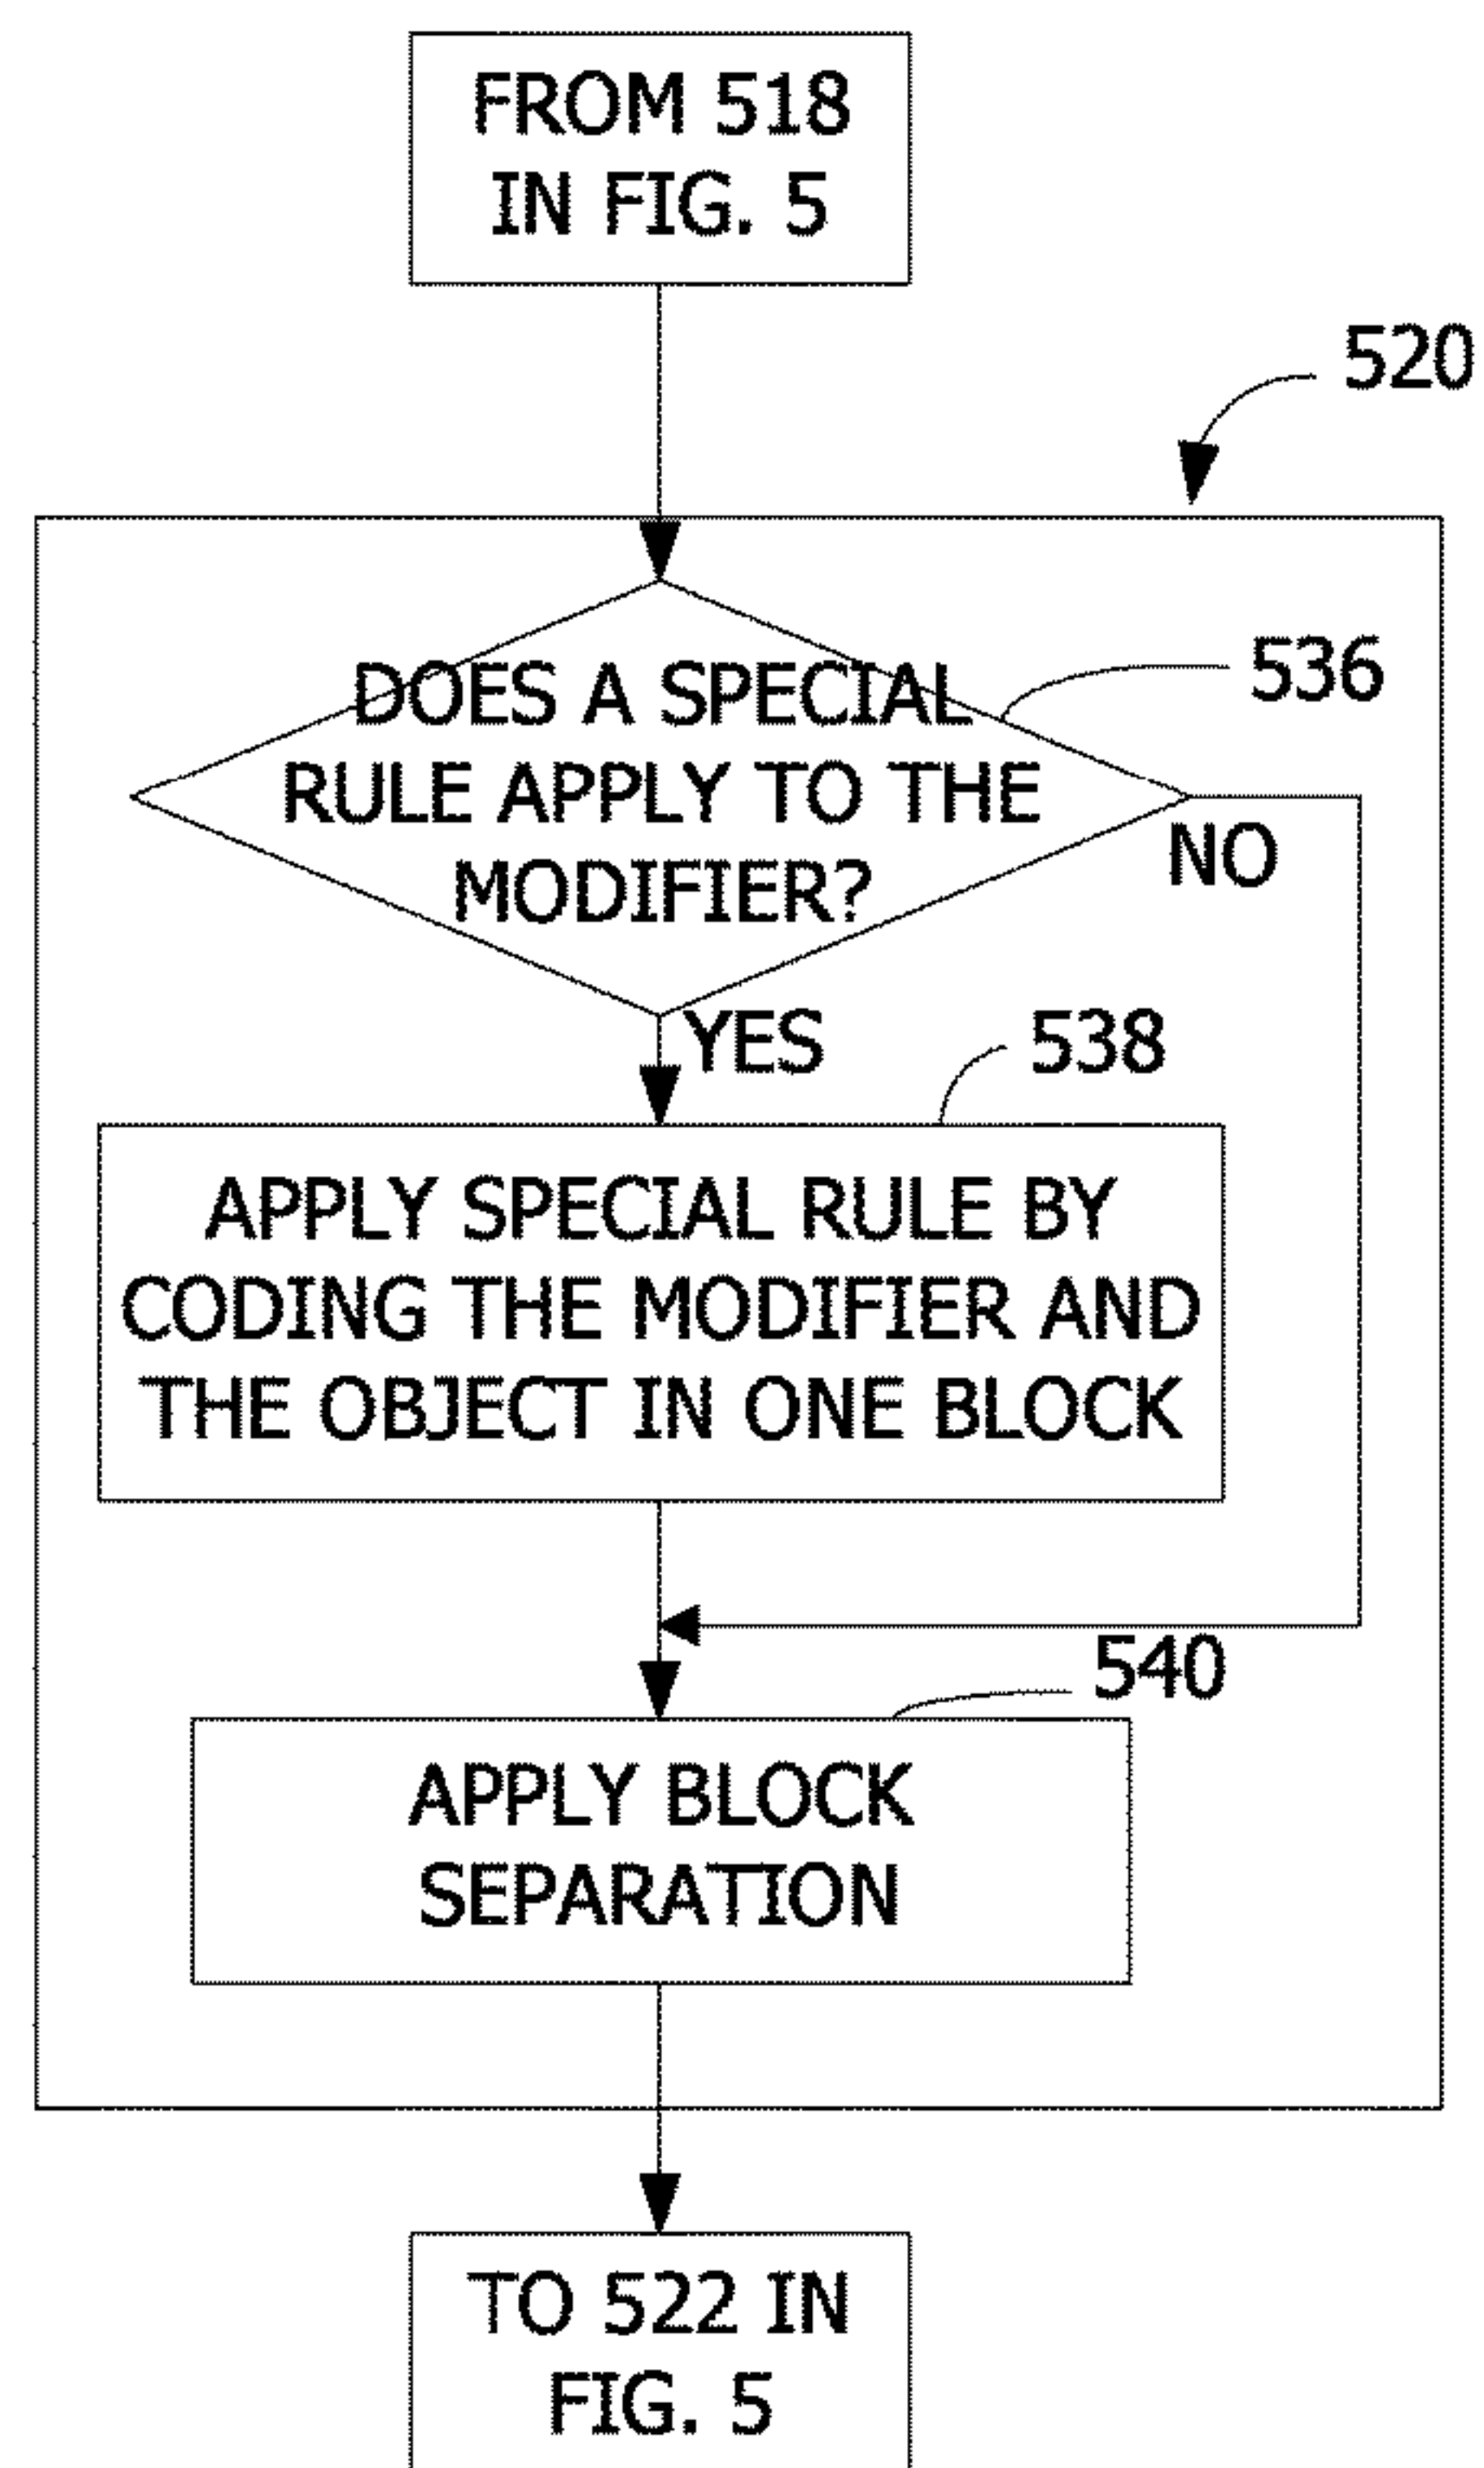 FROM 518
IN FIG. 5
520
DOES A SPECIAL
RULE APPLY TO THE
MODIFIER?
536
NO
YES
538
APPLY SPECIAL RULE BY
CODING THE MODIFIER AND
THE OBJECT IN ONE BLOCK
540
APPLY BLOCK
SEPARATION
TO 522 IN
FIG. 5